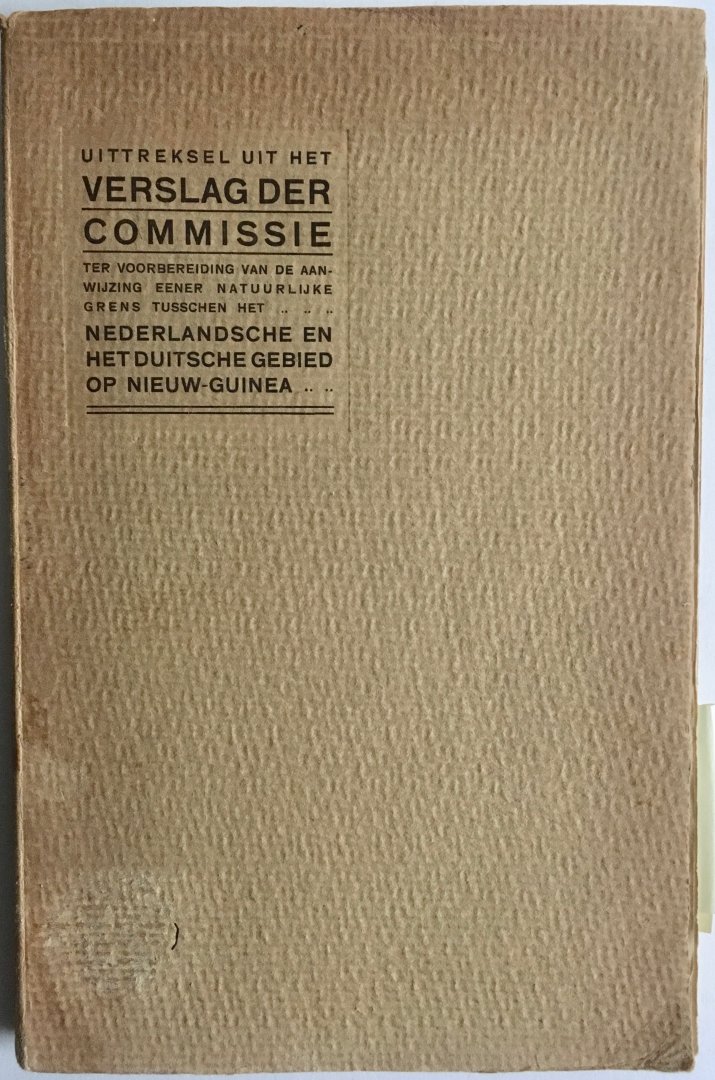 UITTREKSEL UIT HET
VERSLAG DER
COMMISSIE
TER VOORBEREIDING VAN DE AAN-
WIJZING EENER NATUURLIJKE
GRENS TUSSCHEN HET .. .. ..
NEDERLANDSCHE EN
HET DUITSCHE GEBIED
OP NIEUW-GUINEA .. ..